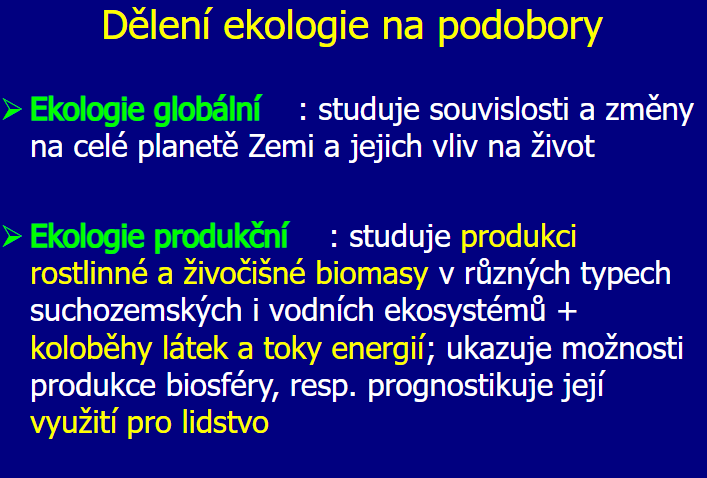 Dělení ekologie na podobory
➢ Ekologie globální : studuje souvislosti a změny
na celé planetě Zemi a jejich vliv na život
➢ Ekologie produkční : studuje produkci
rostlinné a živočišné biomasy v různých typech
suchozemských i vodních ekosystémů +
koloběhy látek a toky energií; ukazuje možnosti
produkce biosféry, resp. prognostikuje její
využití pro lidstvo